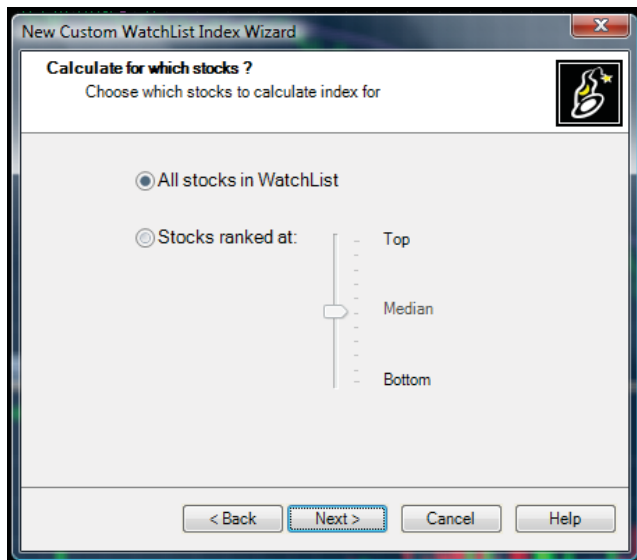 New Custom WatchList Index Wizard
Calculate for which stocks ?
Choose which stocks to calculate index for
All stocks in WatchList
Stocks ranked at:
Top
Median
Bottom
< Back
Next >
Cancel
Help